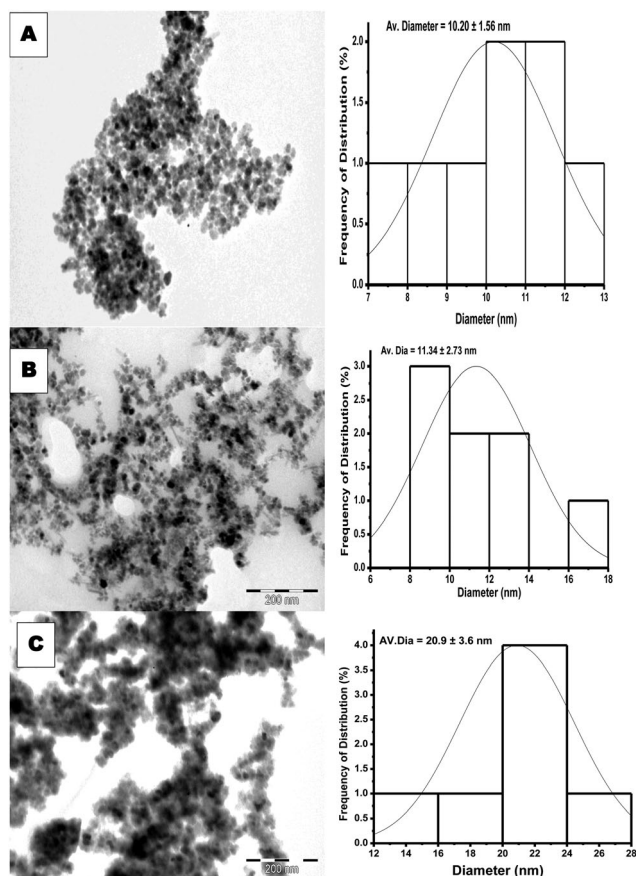 A
Av. Diameter = 10.20 ± 1.56 nm
Frequency of Distribution (%)
2.0
1.5
1.0
0.5
0.0
7 8 9 10 11 12 13
Diameter (nm)
B
200 nm
Av. Dia = 11.34 ± 2.73 nm
Frequency of Distribution (%)
3.0
2.5
2.0
1.5
1.0
0.5
0.0
6 8 10 12 14 16 18
Diameter (nm)
C
200 nm
AV.Dia = 20.9 ± 3.6 nm
Frequency of Distribution (%)
4.0
3.5
3.0
2.5
2.0
1.5
1.0
0.5
0.0
12 16 20 24 28
Diameter (nm)